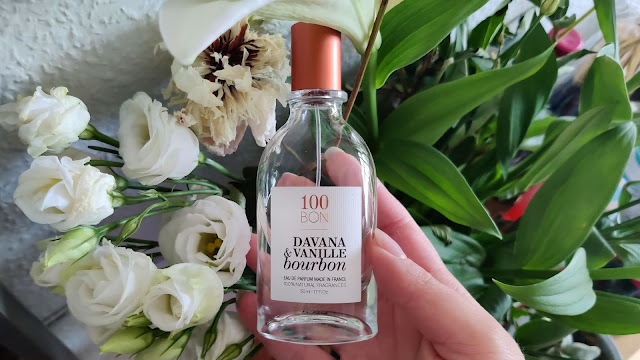 100
BON
DAVANA
& VANILLE
bourbon
EAU DE PARFUM MADE IN FRANCE
100% NATURAL FRAGRANCES